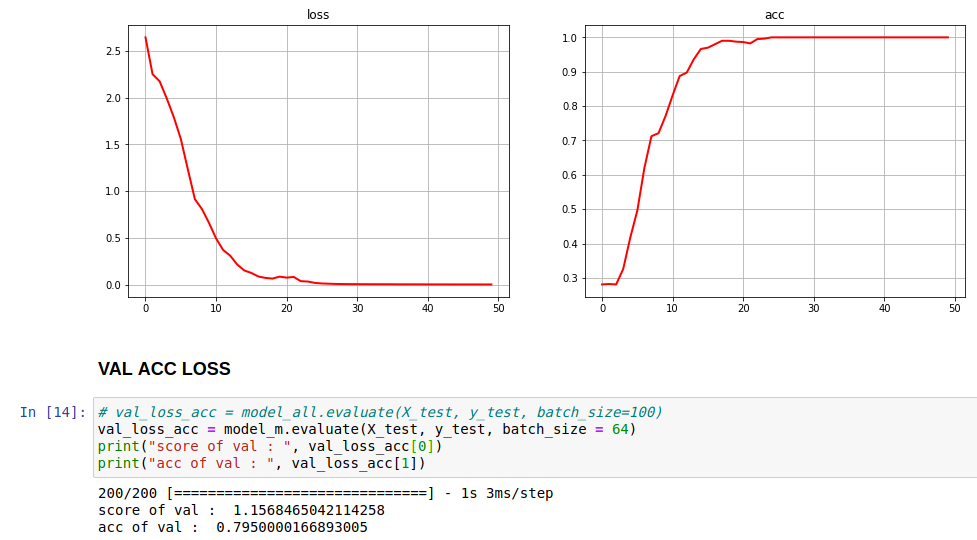 loss
acc
2.5
2.0
1.5
1.0
0.5
0.0
0 10 20 30 40 50
1.0
0.9
0.8
0.7
0.6
0.5
0.4
0.3
0 10 20 30 40 50
VAL ACC LOSS
In [14]: # val_loss_acc = model_all.evaluate(X_test, y_test, batch_size=100)
val_loss_acc = model_m.evaluate(X_test, y_test, batch_size = 64)
print("score of val : ", val_loss_acc[0])
print("acc of val : ", val_loss_acc[1])
200/200 [==============================] - 1s 3ms/step
score of val :  1.1568465042114258
acc of val :  0.7950000166893005